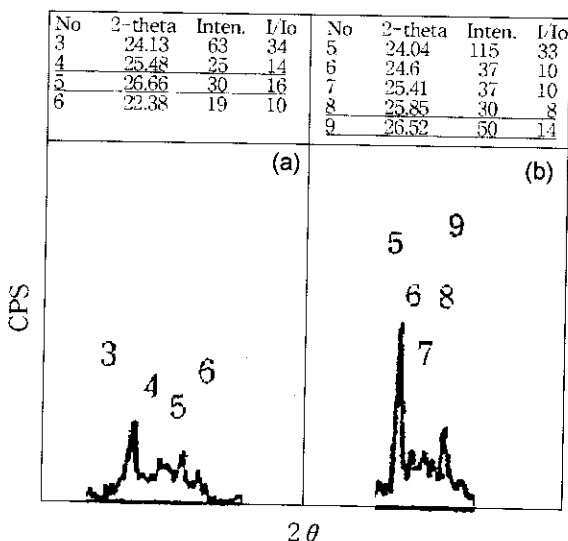 No 2-theta Inten. I/Io
3 24.13 63 34
4 25.48 25 14
5 26.66 30 16
6 22.38 19 10
No 2-theta Inten. I/Io
5 24.04 115 33
6 24.6 37 10
7 25.41 37 10
8 25.85 30 8
9 26.52 50 14
(a)
(b)
CPS
3
4
5
6
5
6
7
8
9
2θ